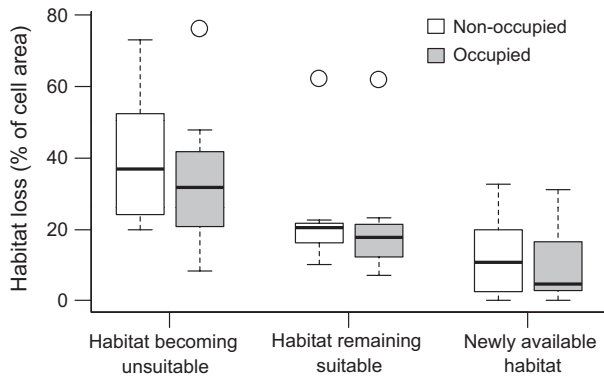 80
60
40
20
0
Habitat loss (% of cell area)
Non-occupied
Occupied
Habitat becoming
unsuitable
Habitat remaining
suitable
Newly available
habitat